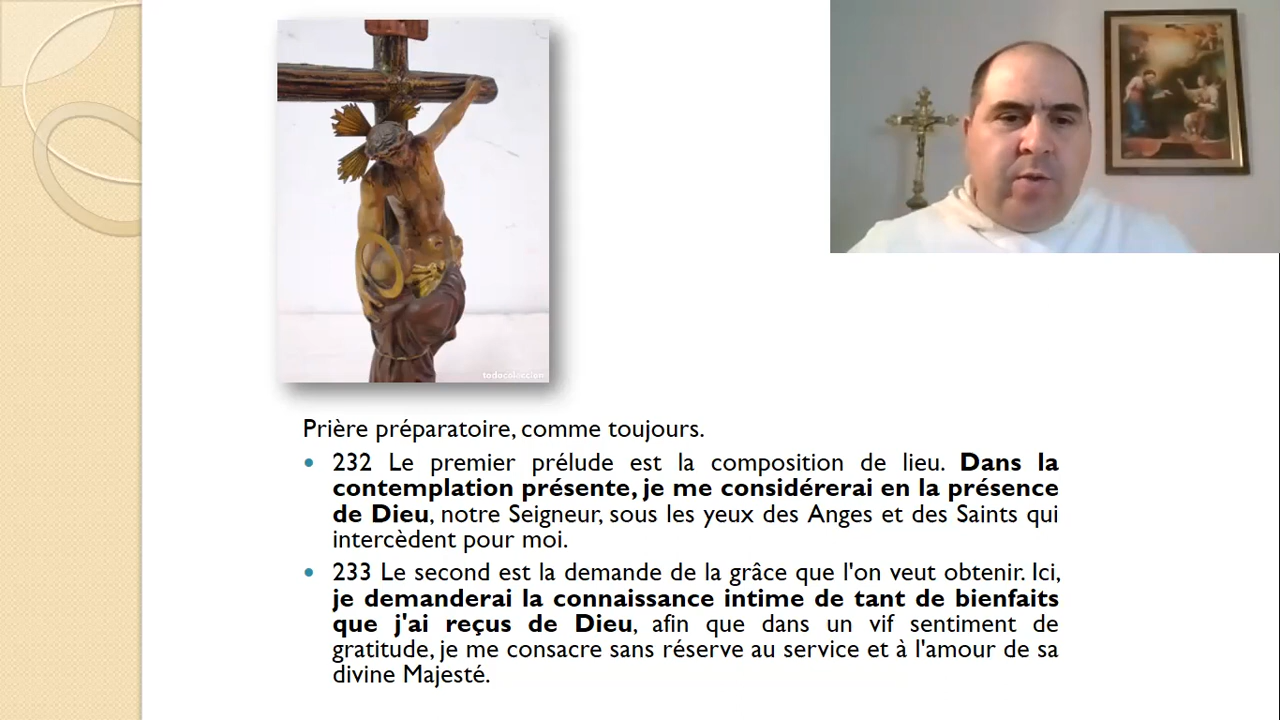 todocoleccion
Prière préparatoire, comme toujours.
232 Le premier prélude est la composition de lieu. Dans la
contemplation présente, je me considérerai en la présence
de Dieu, notre Seigneur, sous les yeux des Anges et des Saints qui
intercèdent pour moi.
233 Le second est la demande de la grâce que l'on veut obtenir. Ici,
je demanderai la connaissance intime de tant de bienfaits
que j'ai reçus de Dieu, afin que dans un vif sentiment de
gratitude, je me consacre sans réserve au service et à l'amour de sa
divine Majesté.